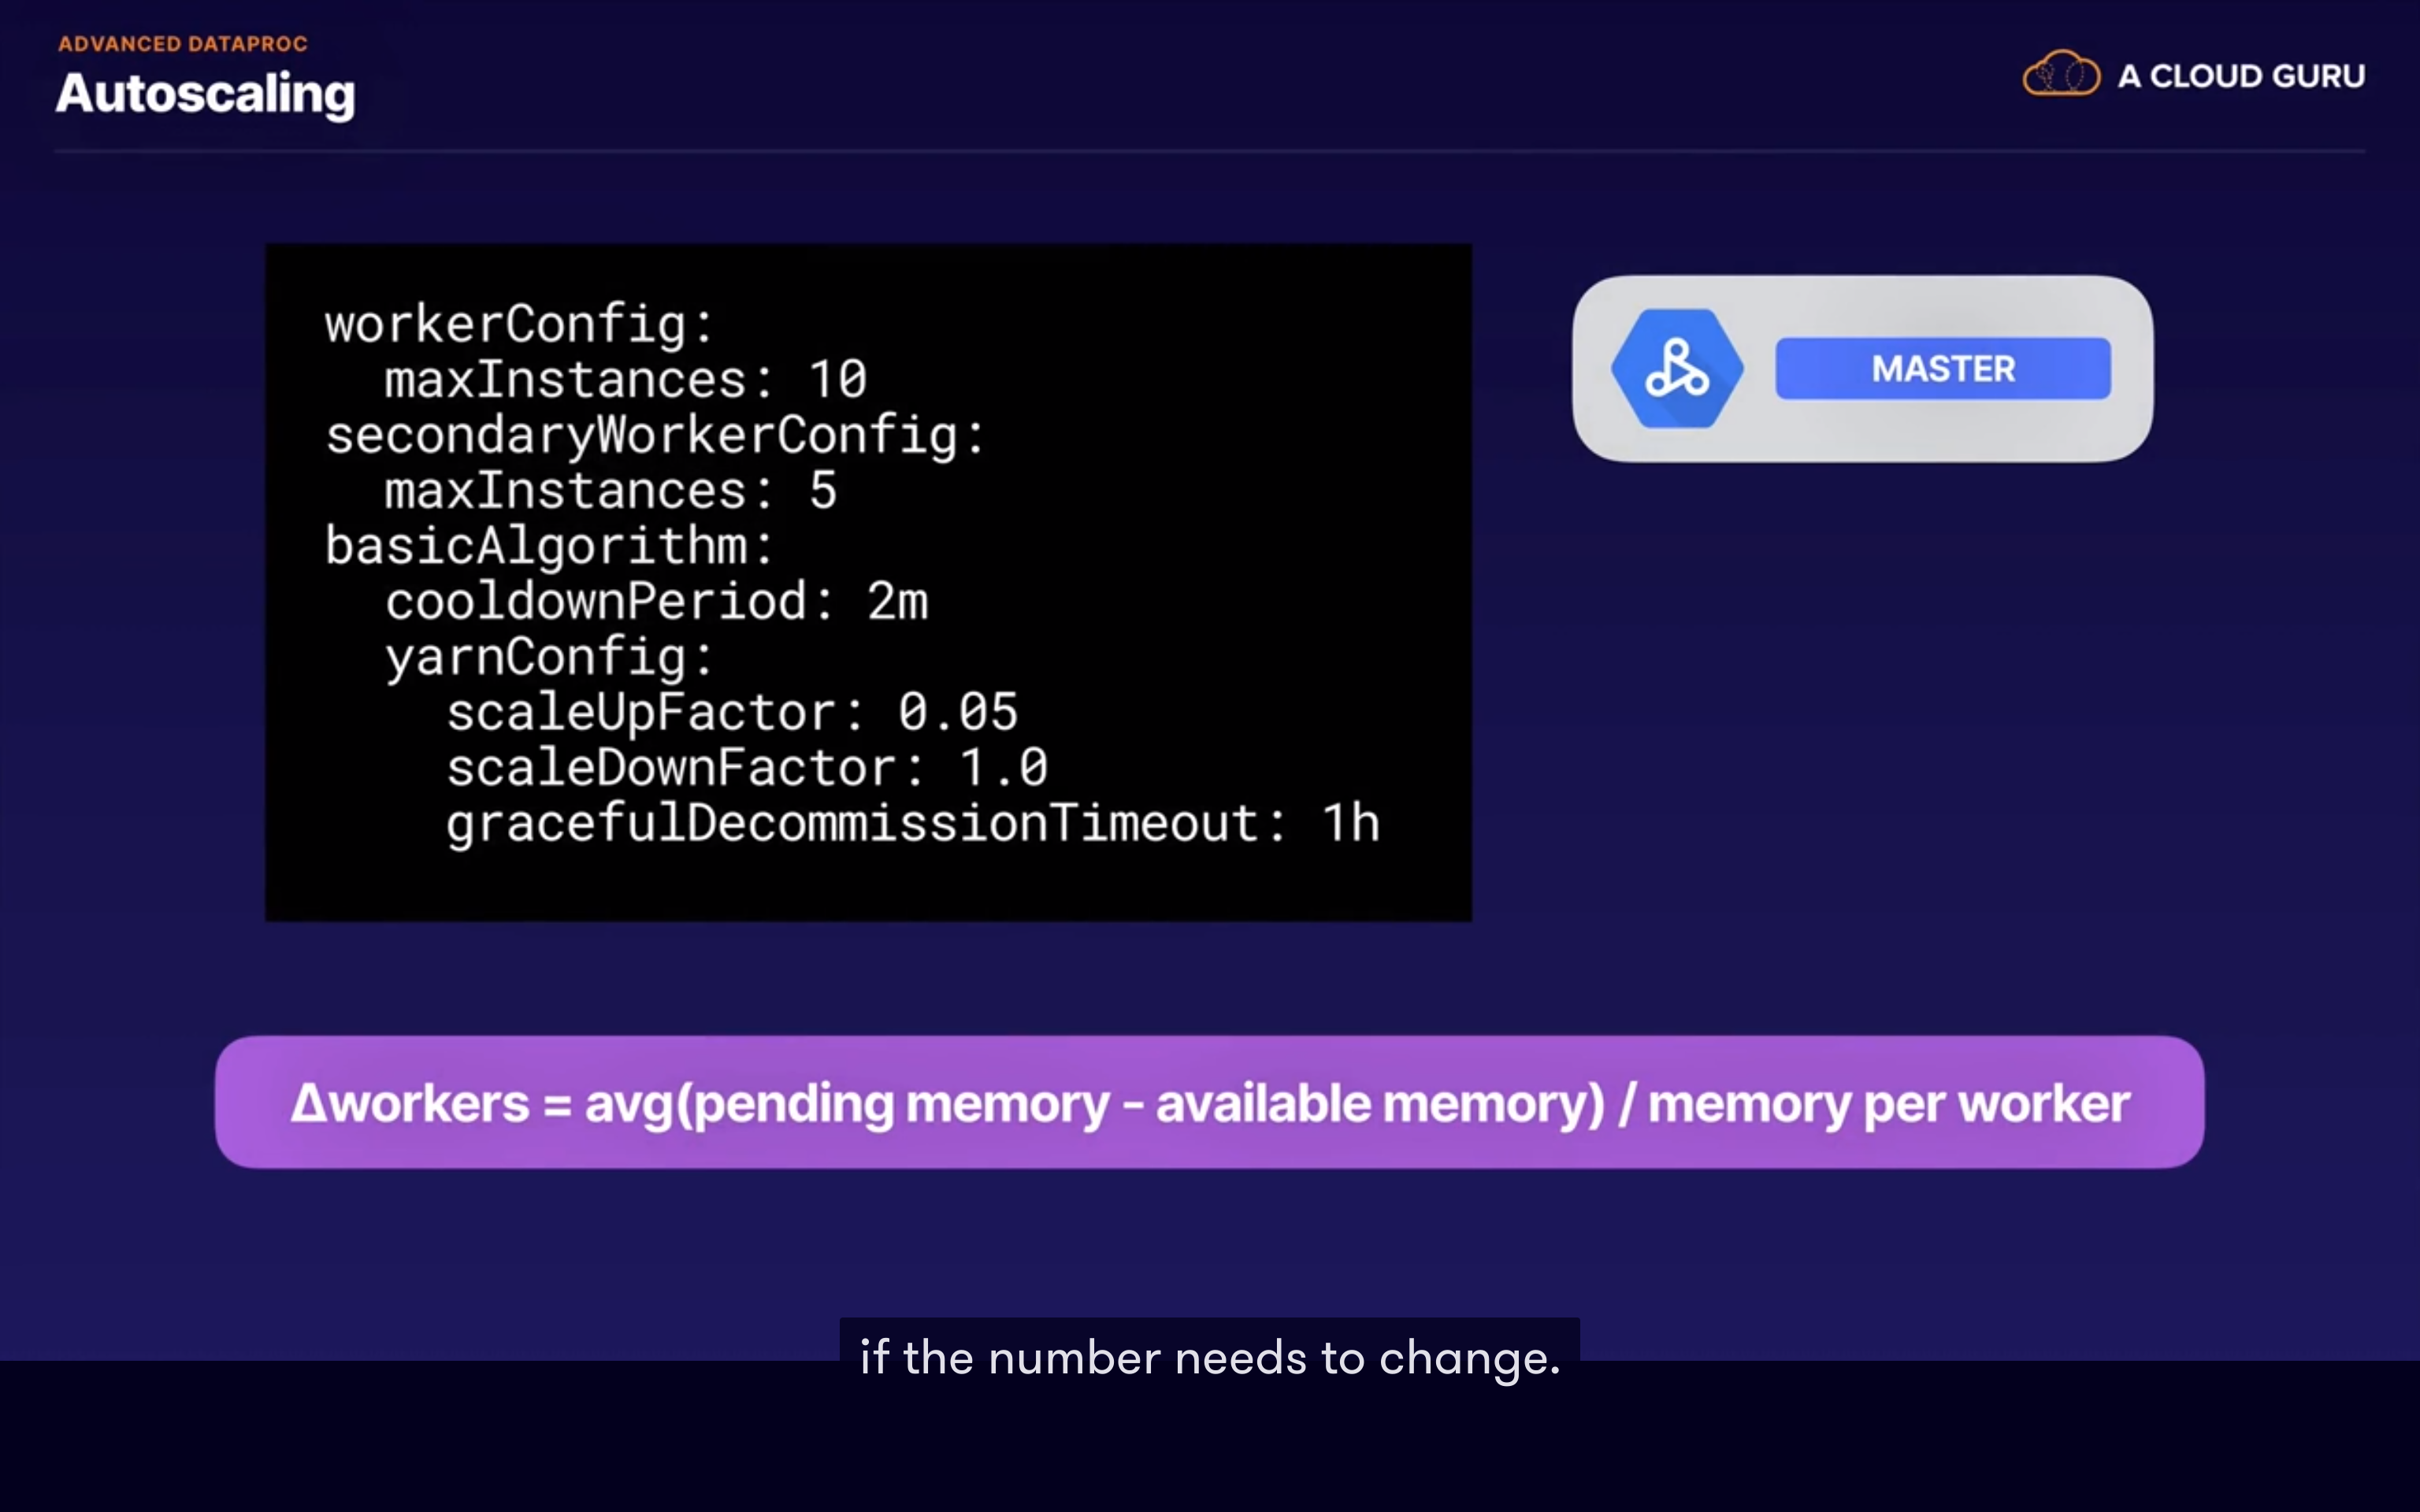 ADVANCED DATAPROC
Autoscaling
A CLOUD GURU
workerConfig:
  maxInstances: 10
secondaryWorkerConfig:
  maxInstances: 5
basicAlgorithm:
  cooldownPeriod: 2m
  yarnConfig:
    scaleUpFactor: 0.05
    scaleDownFactor: 1.0
    gracefulDecommissionTimeout: 1h
MASTER
Δworkers = avg(pending memory - available memory) / memory per worker
if the number needs to change.